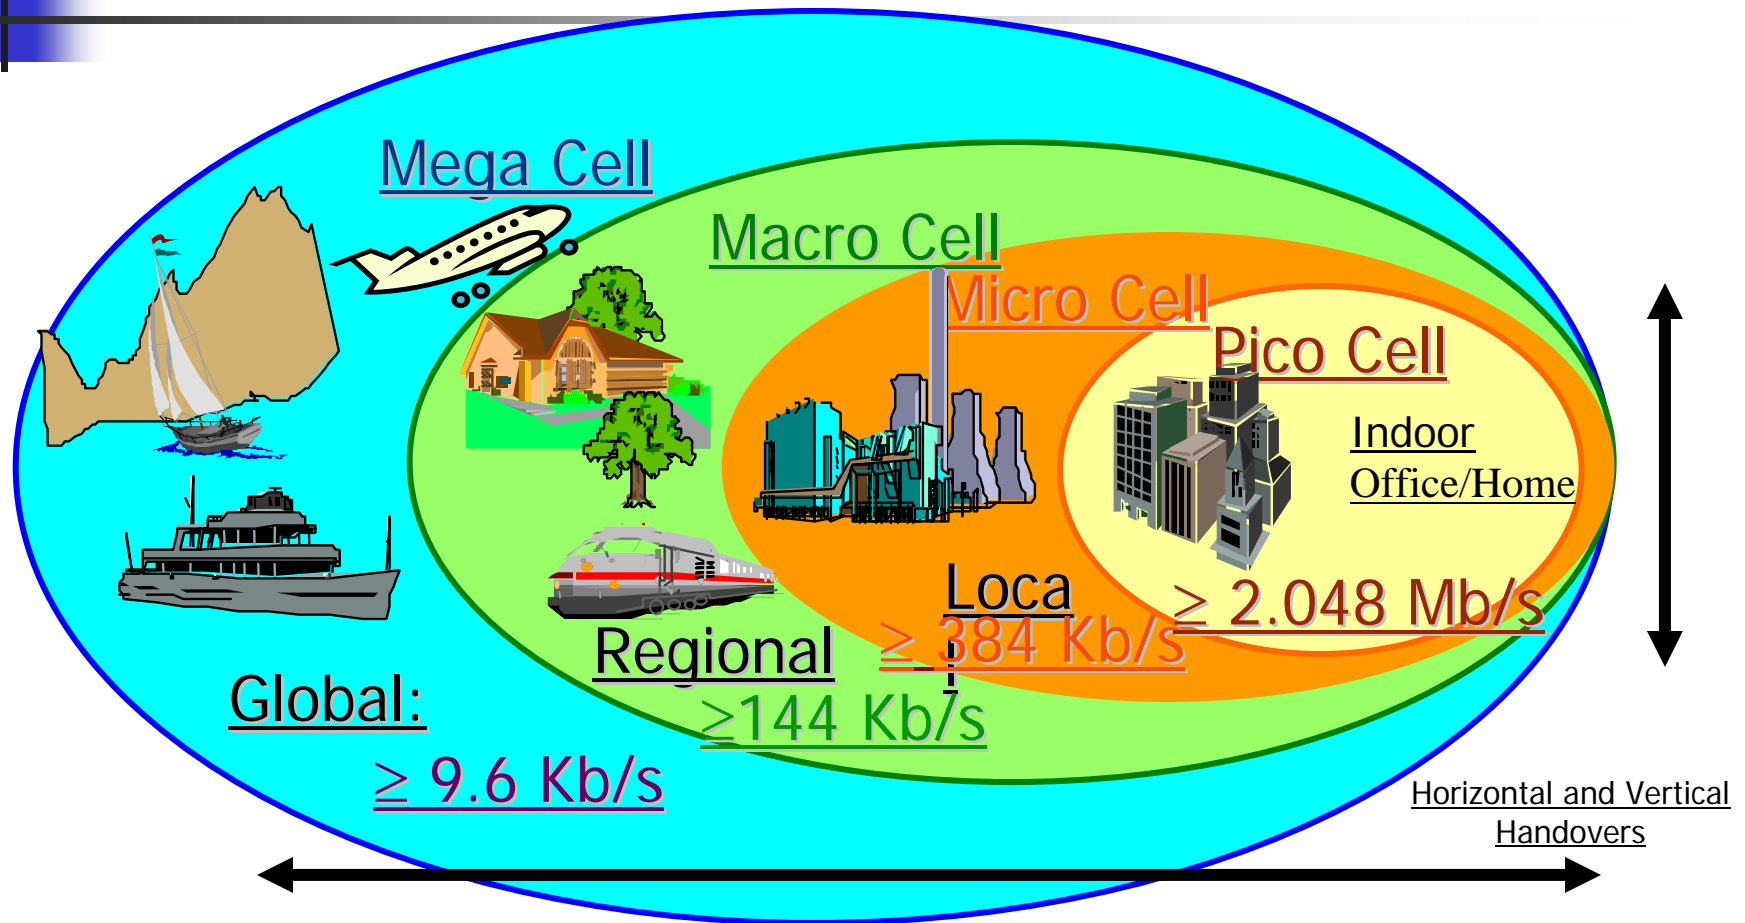 Mega Cell
Macro Cell
Micro Cell
Pico Cell
Indoor
Office/Home
Loca
l
≥ 2.048 Mb/s
≥ 384 Kb/s
Regional
≥144 Kb/s
Global:
≥ 9.6 Kb/s
Horizontal and Vertical
Handovers